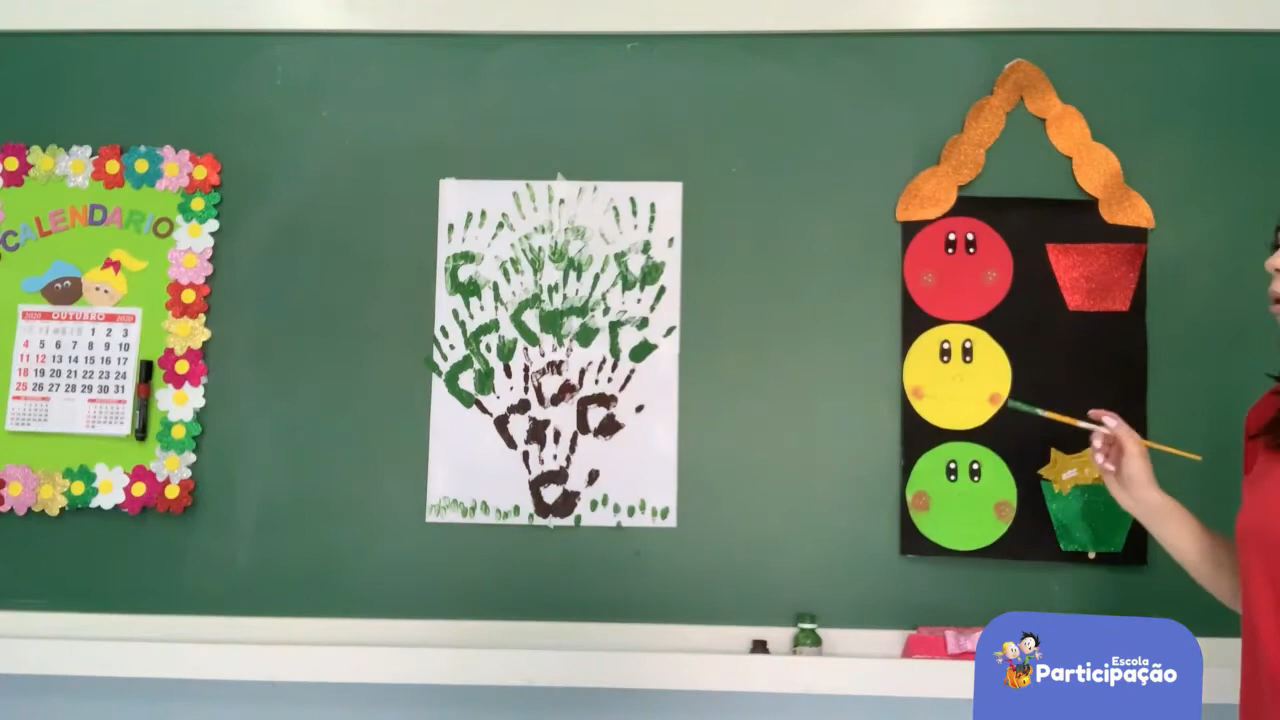 CALENDARIO
2020 OUTUBRO 2020
1 2 3
4 5 6 7 8 9 10
11 12 13 14 15 16 17
18 19 20 21 22 23 24
25 26 27 28 29 30 31
Escola
Participação